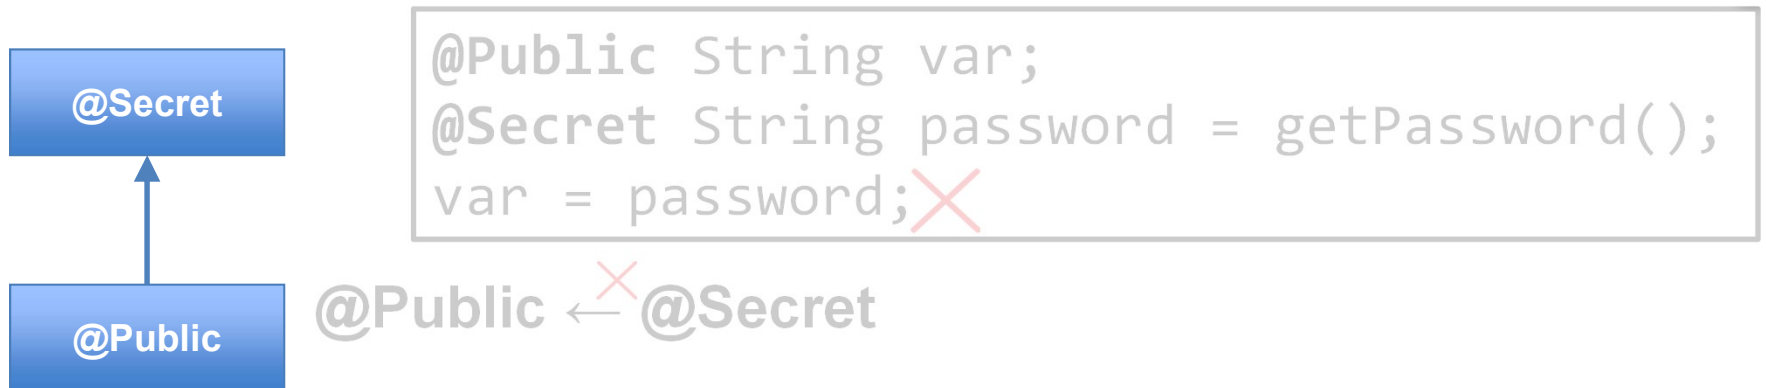 @Secret
@Public
@Public String var;
@Secret String password = getPassword();
var = password;
@Public ← @Secret